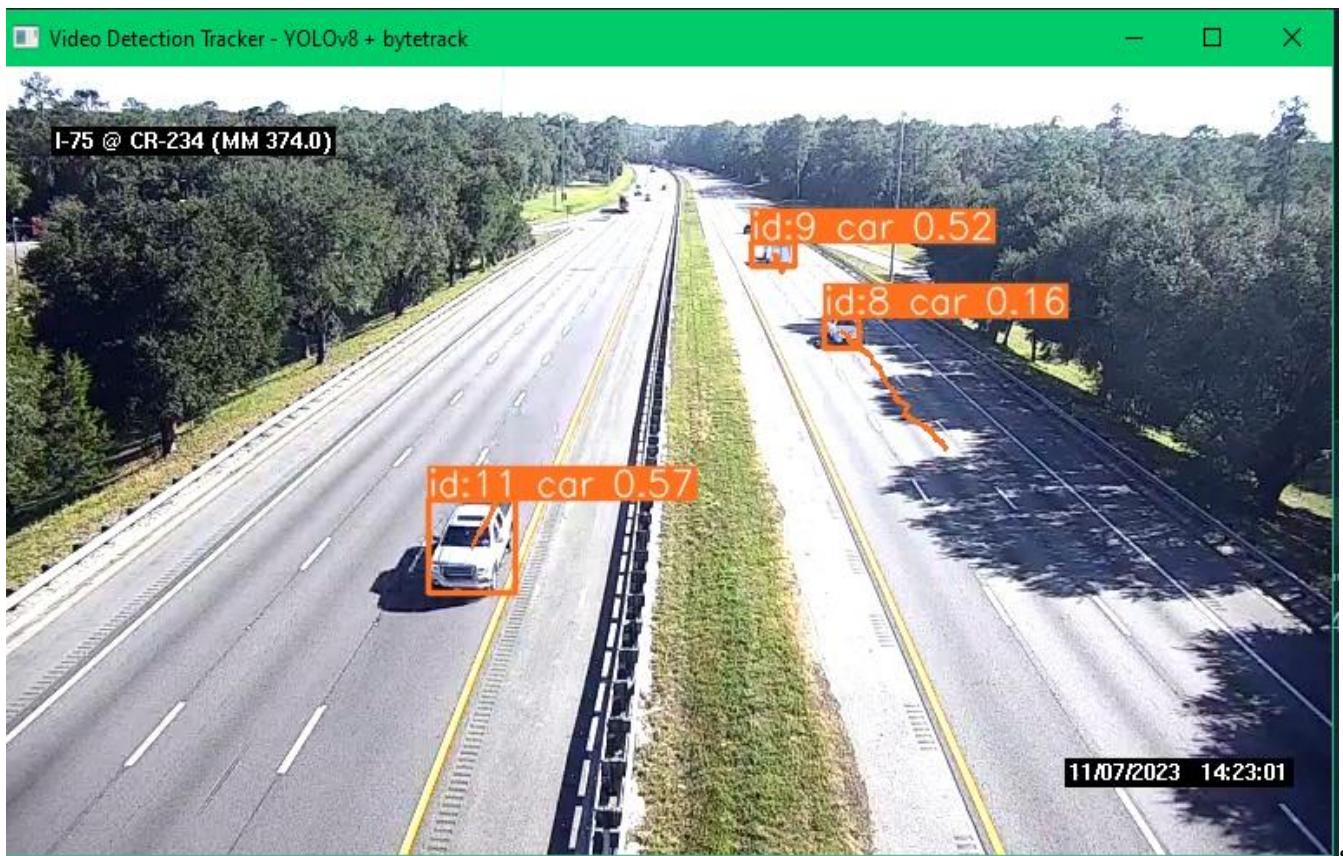 Video Detection Tracker - YOLOv8 + bytetrack
I-75 @ CR-234 (MM 374.0)
id:9 car 0.52
id:8 car 0.16
id:11 car 0.57
11/07/2023 14:23:01